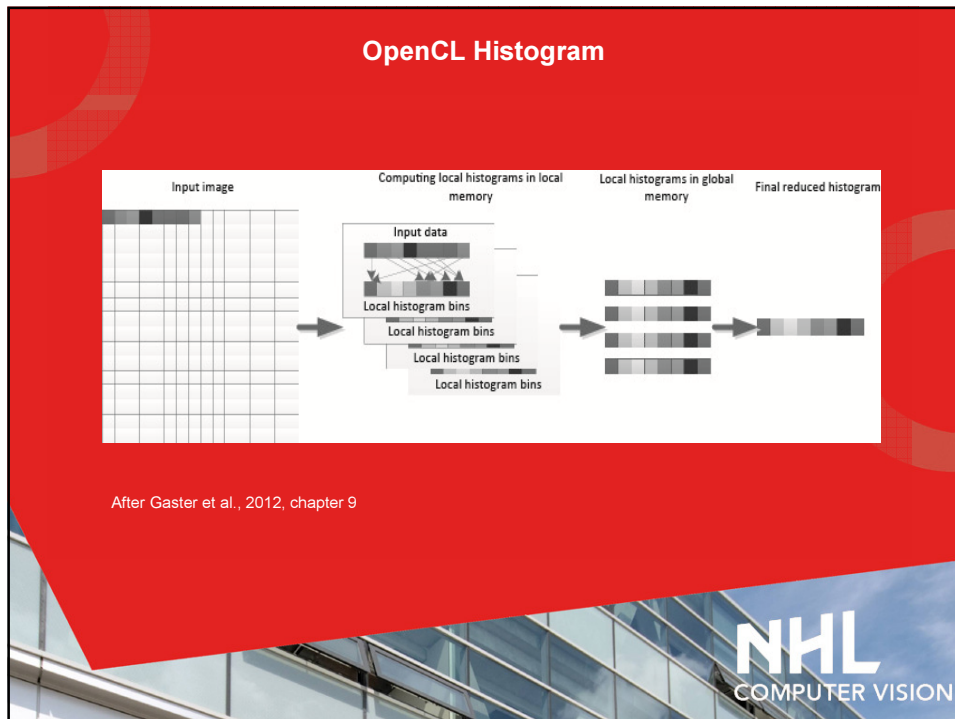 OpenCL Histogram
Input image
Computing local histograms in local
memory
Local histograms in global
memory
Final reduced histogram
Input data
Local histogram bins
Local histogram bins
Local histogram bins
Local histogram bins
After Gaster et al., 2012, chapter 9
NHL
COMPUTER VISION